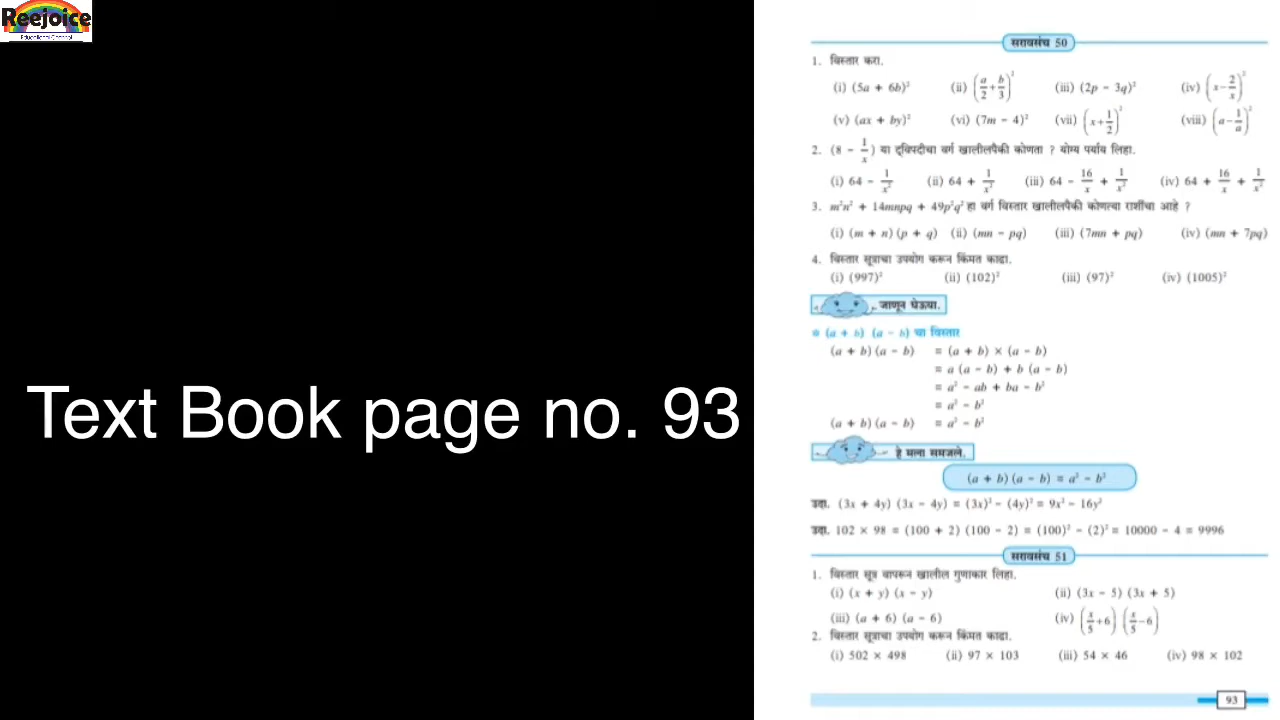 Reejoice
Educational Channel
Text Book page no. 93
सरावसंच 50
1. विस्तार करा.
(i) (5a + 6b)² (ii) (a/2 + b/3)² (iii) (2p - 3q)² (iv) (x - 2/x)²
(v) (ax + by)² (vi) (7m - 4)² (vii) (x + 1/2)² (viii) (a - 1/a)²
2. (8 - 1/x) या द्‌विपदीचा वर्ग खालीलपैकी कोणता ? योग्य पर्याय लिहा.
(i) 64 - 1/x² (ii) 64 + 1/x² (iii) 64 - 16/x + 1/x² (iv) 64 + 16/x + 1/x²
3. m²n² + 14mnpq + 49p²q² हा वर्ग विस्तार खालीलपैकी कोणत्या राशींचा आहे ?
(i) (m + n) (p + q) (ii) (mn - pq) (iii) (7mn + pq) (iv) (mn + 7pq)
4. विस्तार सूत्राचा उपयोग करून किंमत काढा.
(i) (997)² (ii) (102)² (iii) (97)² (iv) (1005)²
जाणून घेऊया.
(a + b) (a - b) चा विस्तार
(a + b) (a - b) = (a + b) × (a - b)
= a (a - b) + b (a - b)
= a² - ab + ba - b²
= a² - b²
(a + b) (a - b) = a² - b²
हे मला समजले.
(a + b) (a - b) = a² - b²
उदा. (3x + 4y) (3x - 4y) = (3x)² - (4y)² = 9x² - 16y²
उदा. 102 × 98 = (100 + 2) (100 - 2) = (100)² - (2)² = 10000 - 4 = 9996
सरावसंच 51
1. विस्तार सूत्र वापरून खालील गुणाकार लिहा.
(i) (x + y) (x - y) (ii) (3x - 5) (3x + 5)
(iii) (a + 6) (a - 6) (iv) (x/5 + 6) (x/5 - 6)
2. विस्तार सूत्राचा उपयोग करून किंमत काढा.
(i) 502 × 498 (ii) 97 × 103 (iii) 54 × 46 (iv) 98 × 102
93